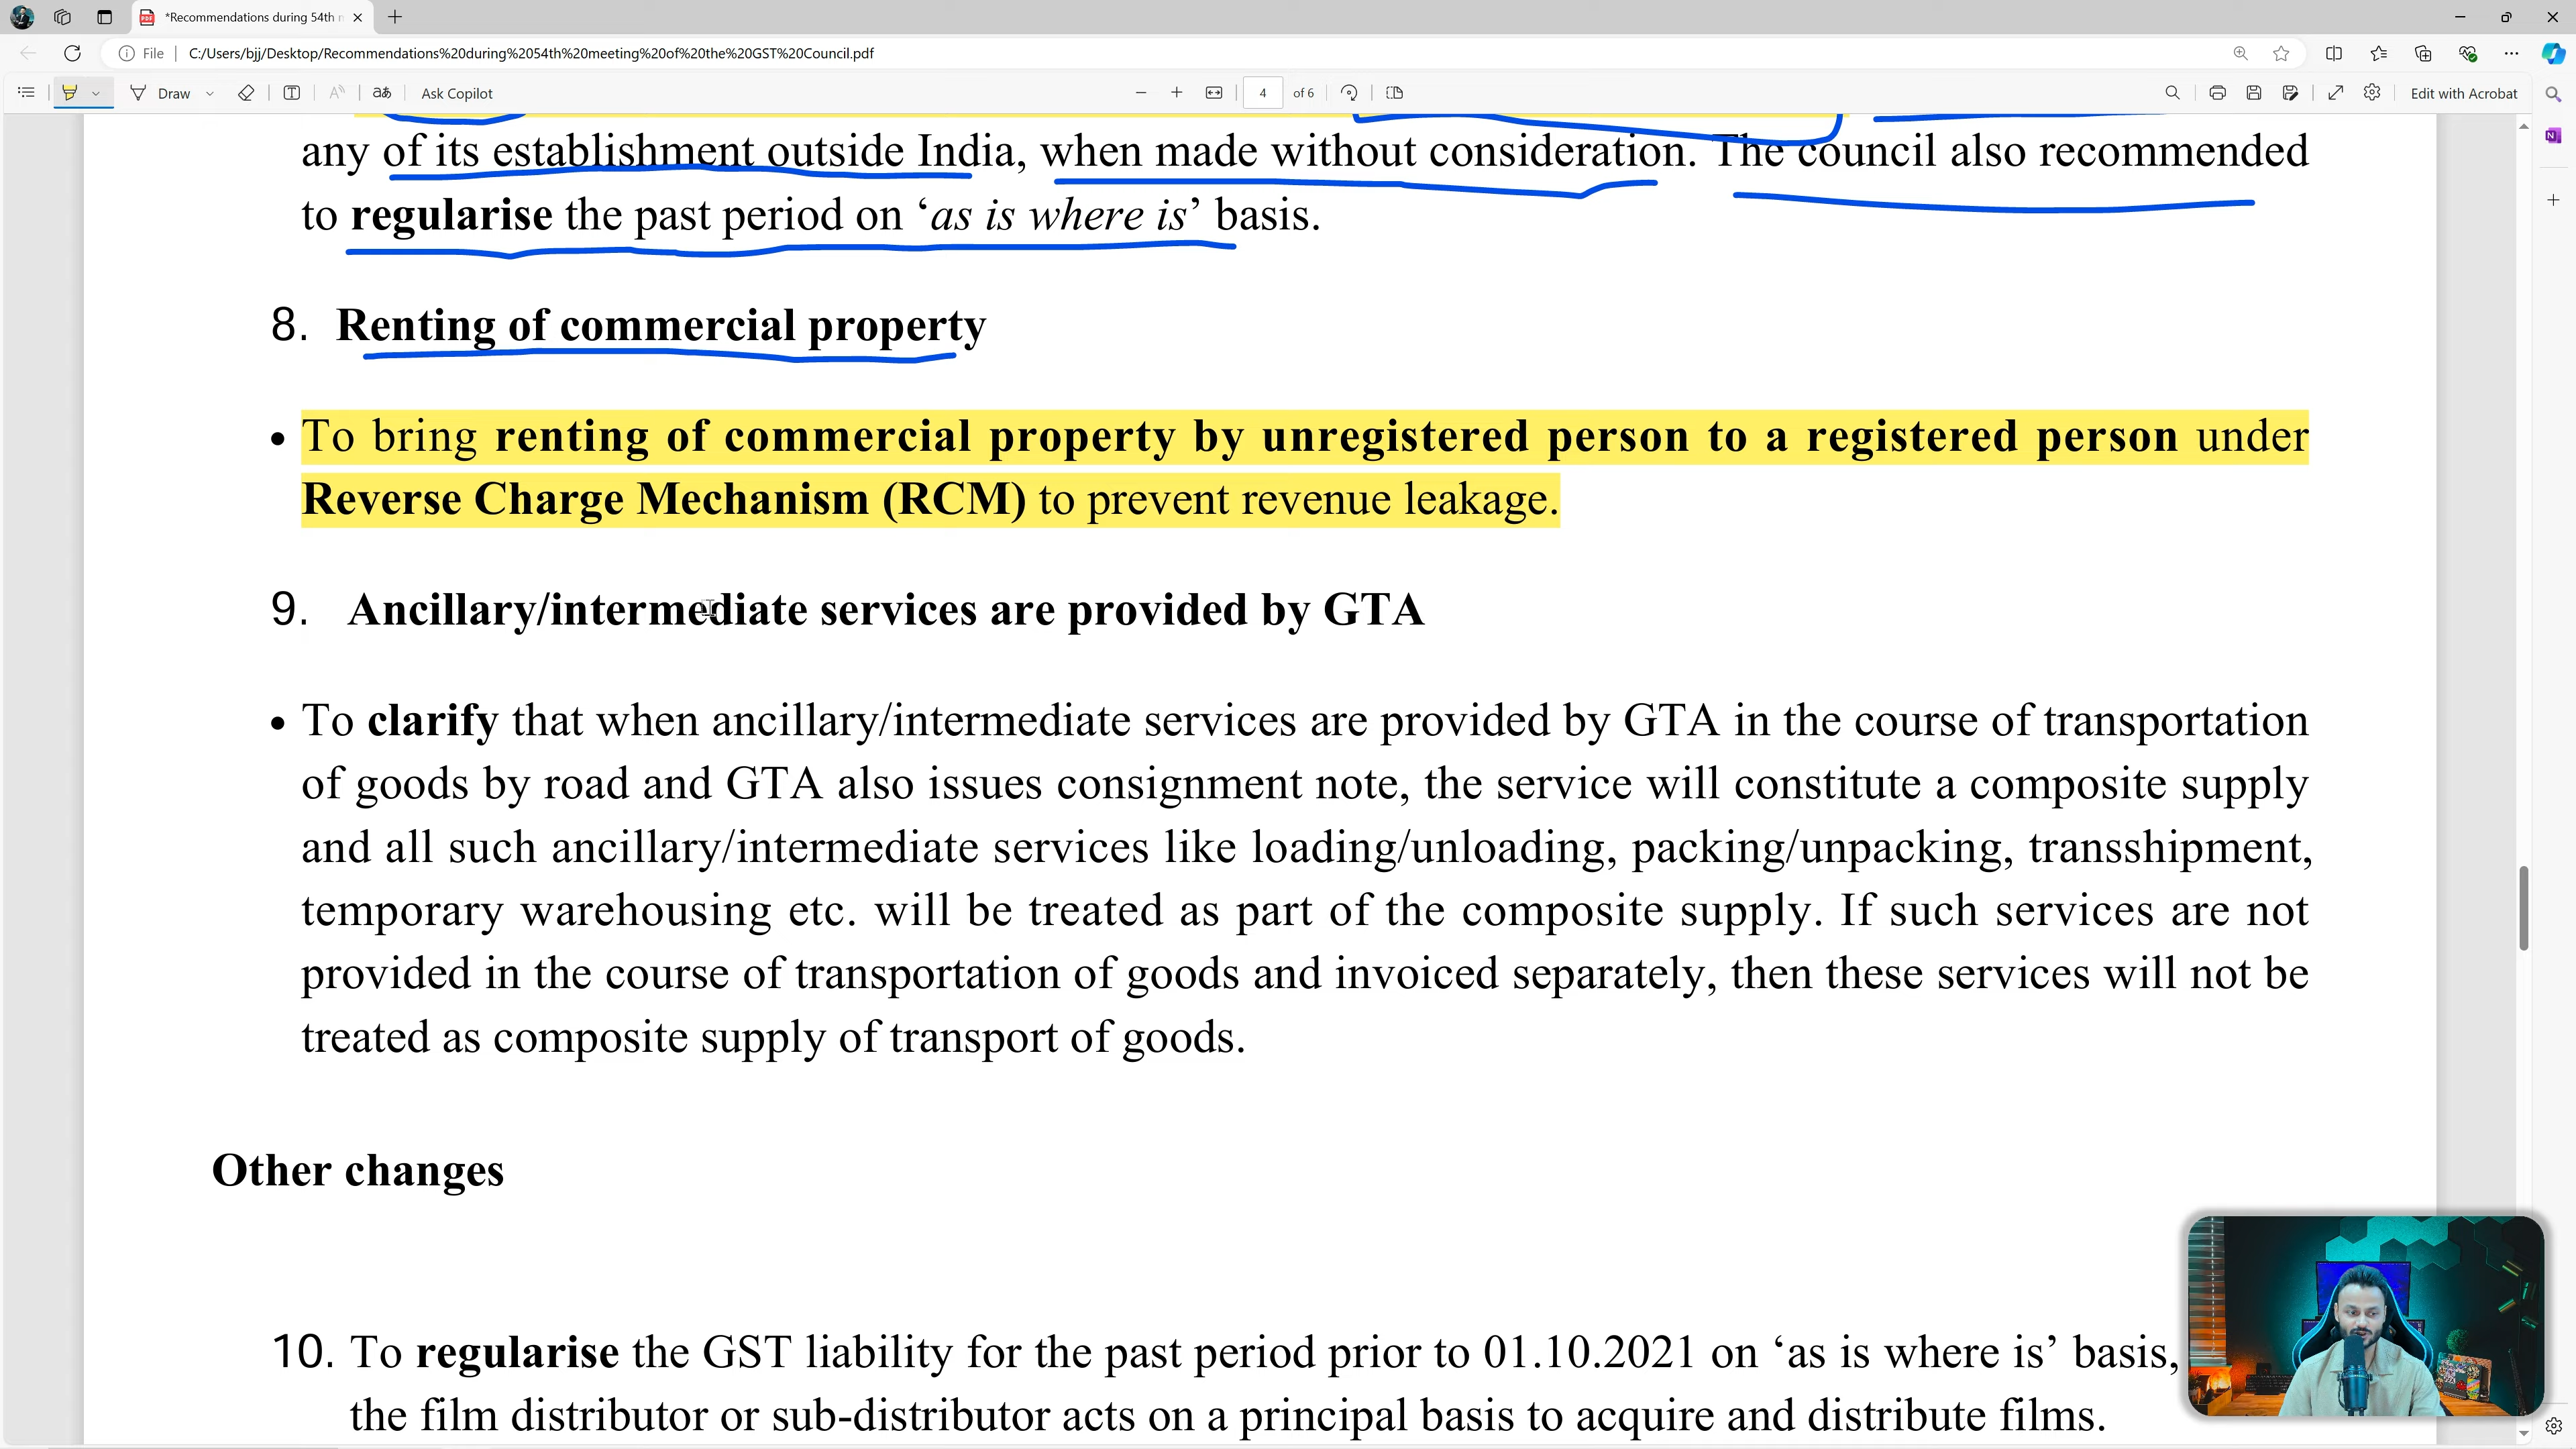 *Recommendations during 54th
File
C:/Users/bjj/Desktop/Recommendations%20during%2054th%20meeting%20of%20the%20GST%20Council.pdf
Draw
Ask Copilot
4 of 6
Edit with Acrobat
any of its establishment outside India, when made without consideration. The council also recommended
to regularise the past period on ‘as is where is’ basis.
8. Renting of commercial property
• To bring renting of commercial property by unregistered person to a registered person under
Reverse Charge Mechanism (RCM) to prevent revenue leakage.
9. Ancillary/intermediate services are provided by GTA
• To clarify that when ancillary/intermediate services are provided by GTA in the course of transportation
of goods by road and GTA also issues consignment note, the service will constitute a composite supply
and all such ancillary/intermediate services like loading/unloading, packing/unpacking, transshipment,
temporary warehousing etc. will be treated as part of the composite supply. If such services are not
provided in the course of transportation of goods and invoiced separately, then these services will not be
treated as composite supply of transport of goods.
Other changes
10. To regularise the GST liability for the past period prior to 01.10.2021 on ‘as is where is’ basis,
the film distributor or sub-distributor acts on a principal basis to acquire and distribute films.